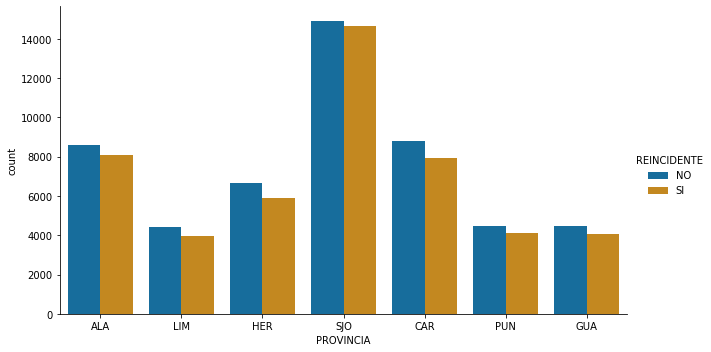 14000
12000
10000
8000
6000
4000
2000
0
count
ALA LIM HER SJO CAR PUN GUA
PROVINCIA
REINCIDENTE
NO
SI